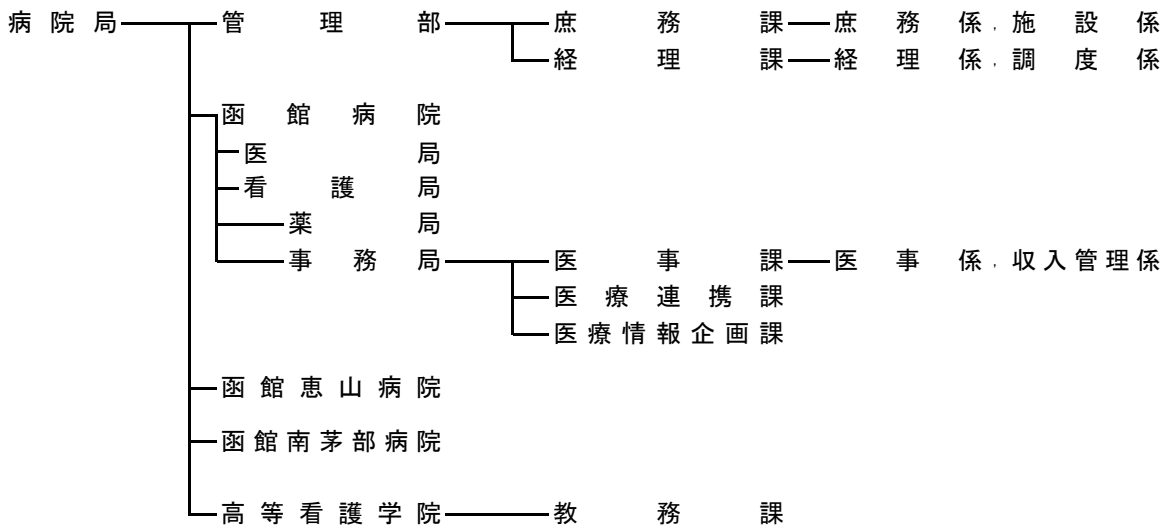 病院局 管理部 庶務課 庶務係，施設係
経理課 経理係，調度係
函館病院
医局
看護局
薬局
事務局 医事課 医事係，収入管理係
医療連携課
医療情報企画課
函館恵山病院
函館南茅部病院
高等看護学院 教務課